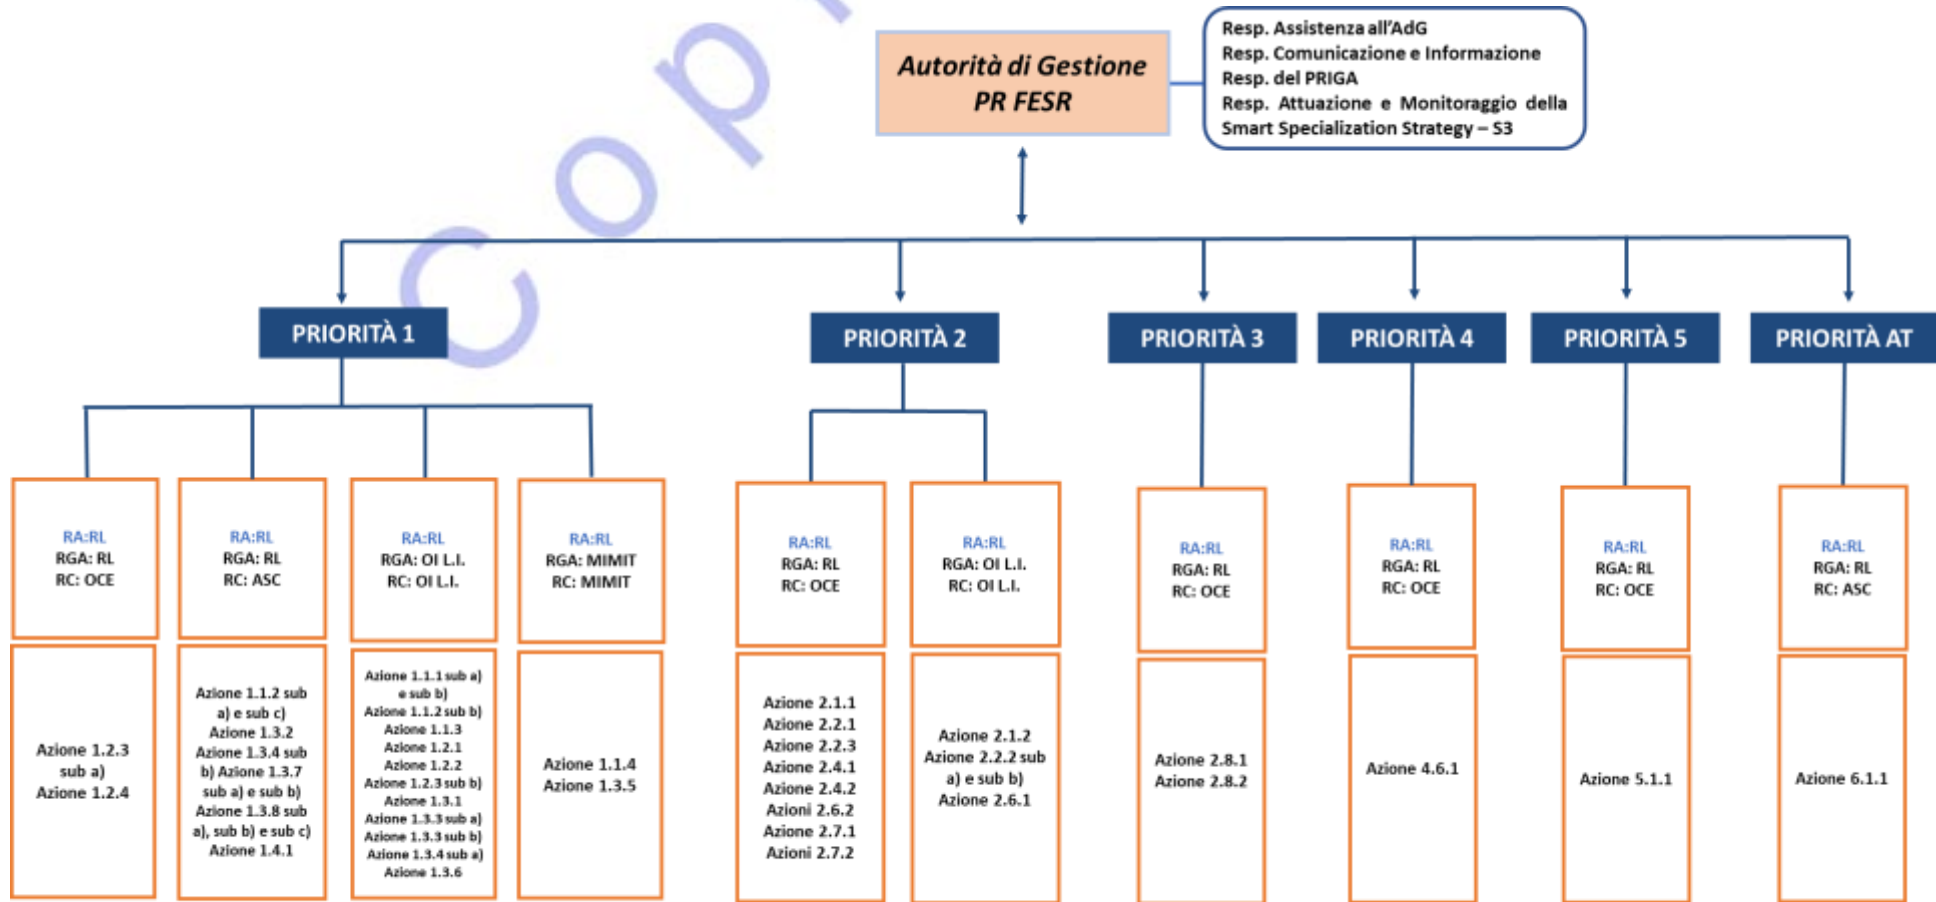 Autorità di Gestione
PR FESR
Resp. Assistenza all'AdG
Resp. Comunicazione e Informazione
Resp. del PRIGA
Resp. Attuazione e Monitoraggio della
Smart Specialization Strategy – S3
Cop
PRIORITÀ 1
PRIORITÀ 2
PRIORITÀ 3
PRIORITÀ 4
PRIORITÀ 5
PRIORITÀ AT
RA:RL
RGA: RL
RC: OCE
RA:RL
RGA: RL
RC: ASC
RA:RL
RGA: OI L.I.
RC: OI L.I.
RA:RL
RGA: MIMIT
RC: MIMIT
RA:RL
RGA: RL
RC: OCE
RA:RL
RGA: OI L.I.
RC: OI L.I.
RA:RL
RGA: RL
RC: OCE
RA:RL
RGA: RL
RC: OCE
RA:RL
RGA: RL
RC: OCE
RA:RL
RGA: RL
RC: ASC
Azione 1.2.3
sub a)
Azione 1.2.4
Azione 1.1.2 sub
a) e sub c)
Azione 1.3.2
Azione 1.3.4 sub
b) Azione 1.3.7
sub a) e sub b)
Azione 1.3.8 sub
a), sub b) e sub c)
Azione 1.4.1
Azione 1.1.1 sub a)
e sub b)
Azione 1.1.2 sub b)
Azione 1.1.3
Azione 1.2.1
Azione 1.2.2
Azione 1.2.3 sub b)
Azione 1.3.1
Azione 1.3.3 sub a)
Azione 1.3.3 sub b)
Azione 1.3.4 sub a)
Azione 1.3.6
Azione 1.1.4
Azione 1.3.5
Azione 2.1.1
Azione 2.2.1
Azione 2.2.3
Azione 2.4.1
Azione 2.4.2
Azioni 2.6.2
Azione 2.7.1
Azioni 2.7.2
Azione 2.1.2
Azione 2.2.2 sub
a) e sub b)
Azione 2.6.1
Azione 2.8.1
Azione 2.8.2
Azione 4.6.1
Azione 5.1.1
Azione 6.1.1